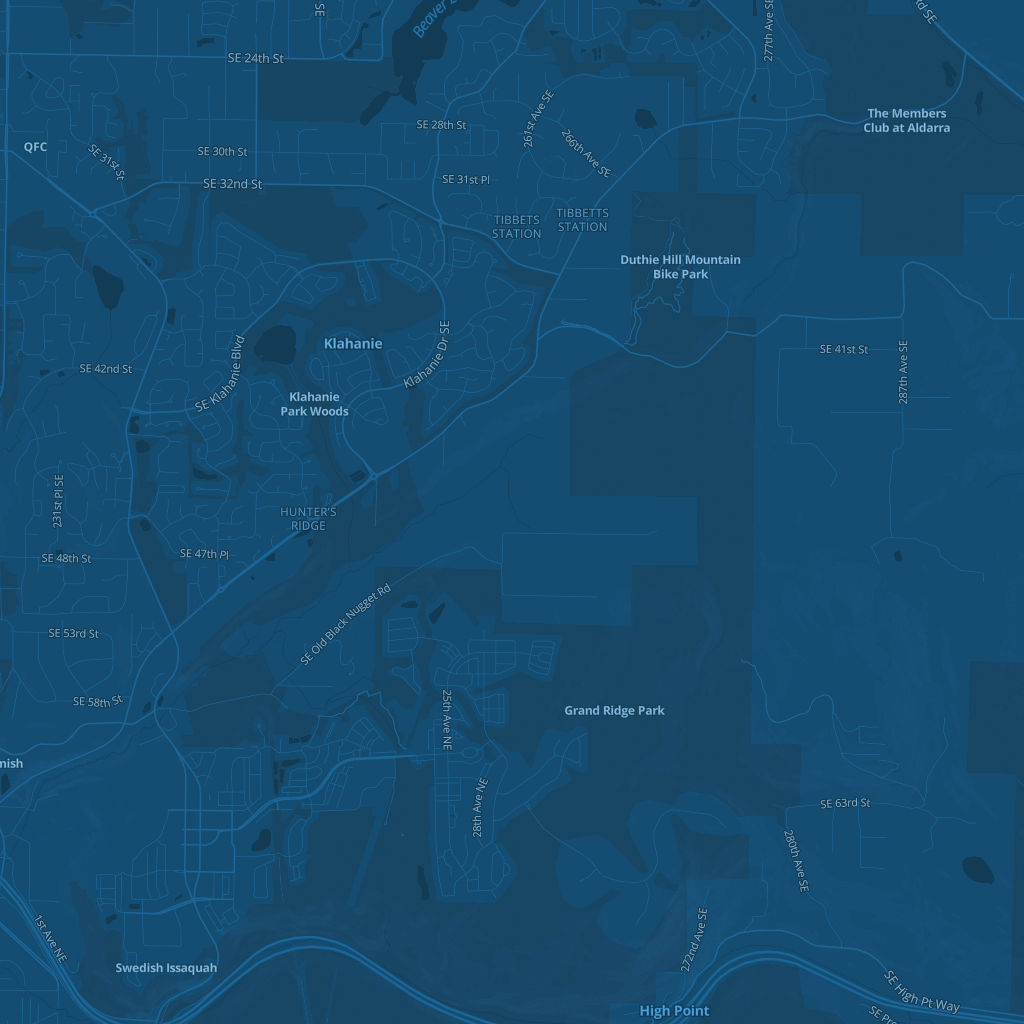 SE
Beaver
277th Ave SE
SE
SE 24th St
The Members
Club at Aldarra
SE 28th St
261st Ave SE
266th Ave SE
QFC
SE 31st St
SE 30th St
SE 32nd St
SE 31st Pl
TIBBETS
STATION
TIBBETTS
STATION
Duthie Hill Mountain
Bike Park
Klahanie
Klahanie Dr SE
SE 41st St
287th Ave SE
SE 42nd St
SE Klahanie Blvd
Klahanie
Park Woods
231st Pl SE
HUNTER'S
RIDGE
SE 48th St
SE 47th Pl
SE Old Black Nugget Rd
SE 53rd St
SE 58th St
25th Ave NE
Grand Ridge Park
mish
28th Ave NE
SE 63rd St
280th Ave SE
1st Ave NE
272nd Ave SE
Swedish Issaquah
SE High Pt Way
High Point